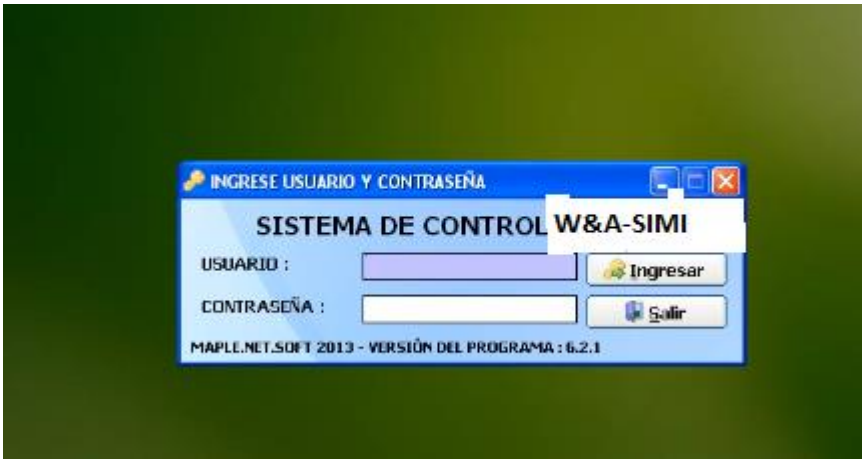 INGRESE USUARIO Y CONTRASEÑA
SISTEMA DE CONTROL W&A-SIMI
USUARIO :
Ingresar
CONTRASEÑA :
Salir
MAPLE.NET.SOFT 2013 - VERSIÓN DEL PROGRAMA : 6.2.1